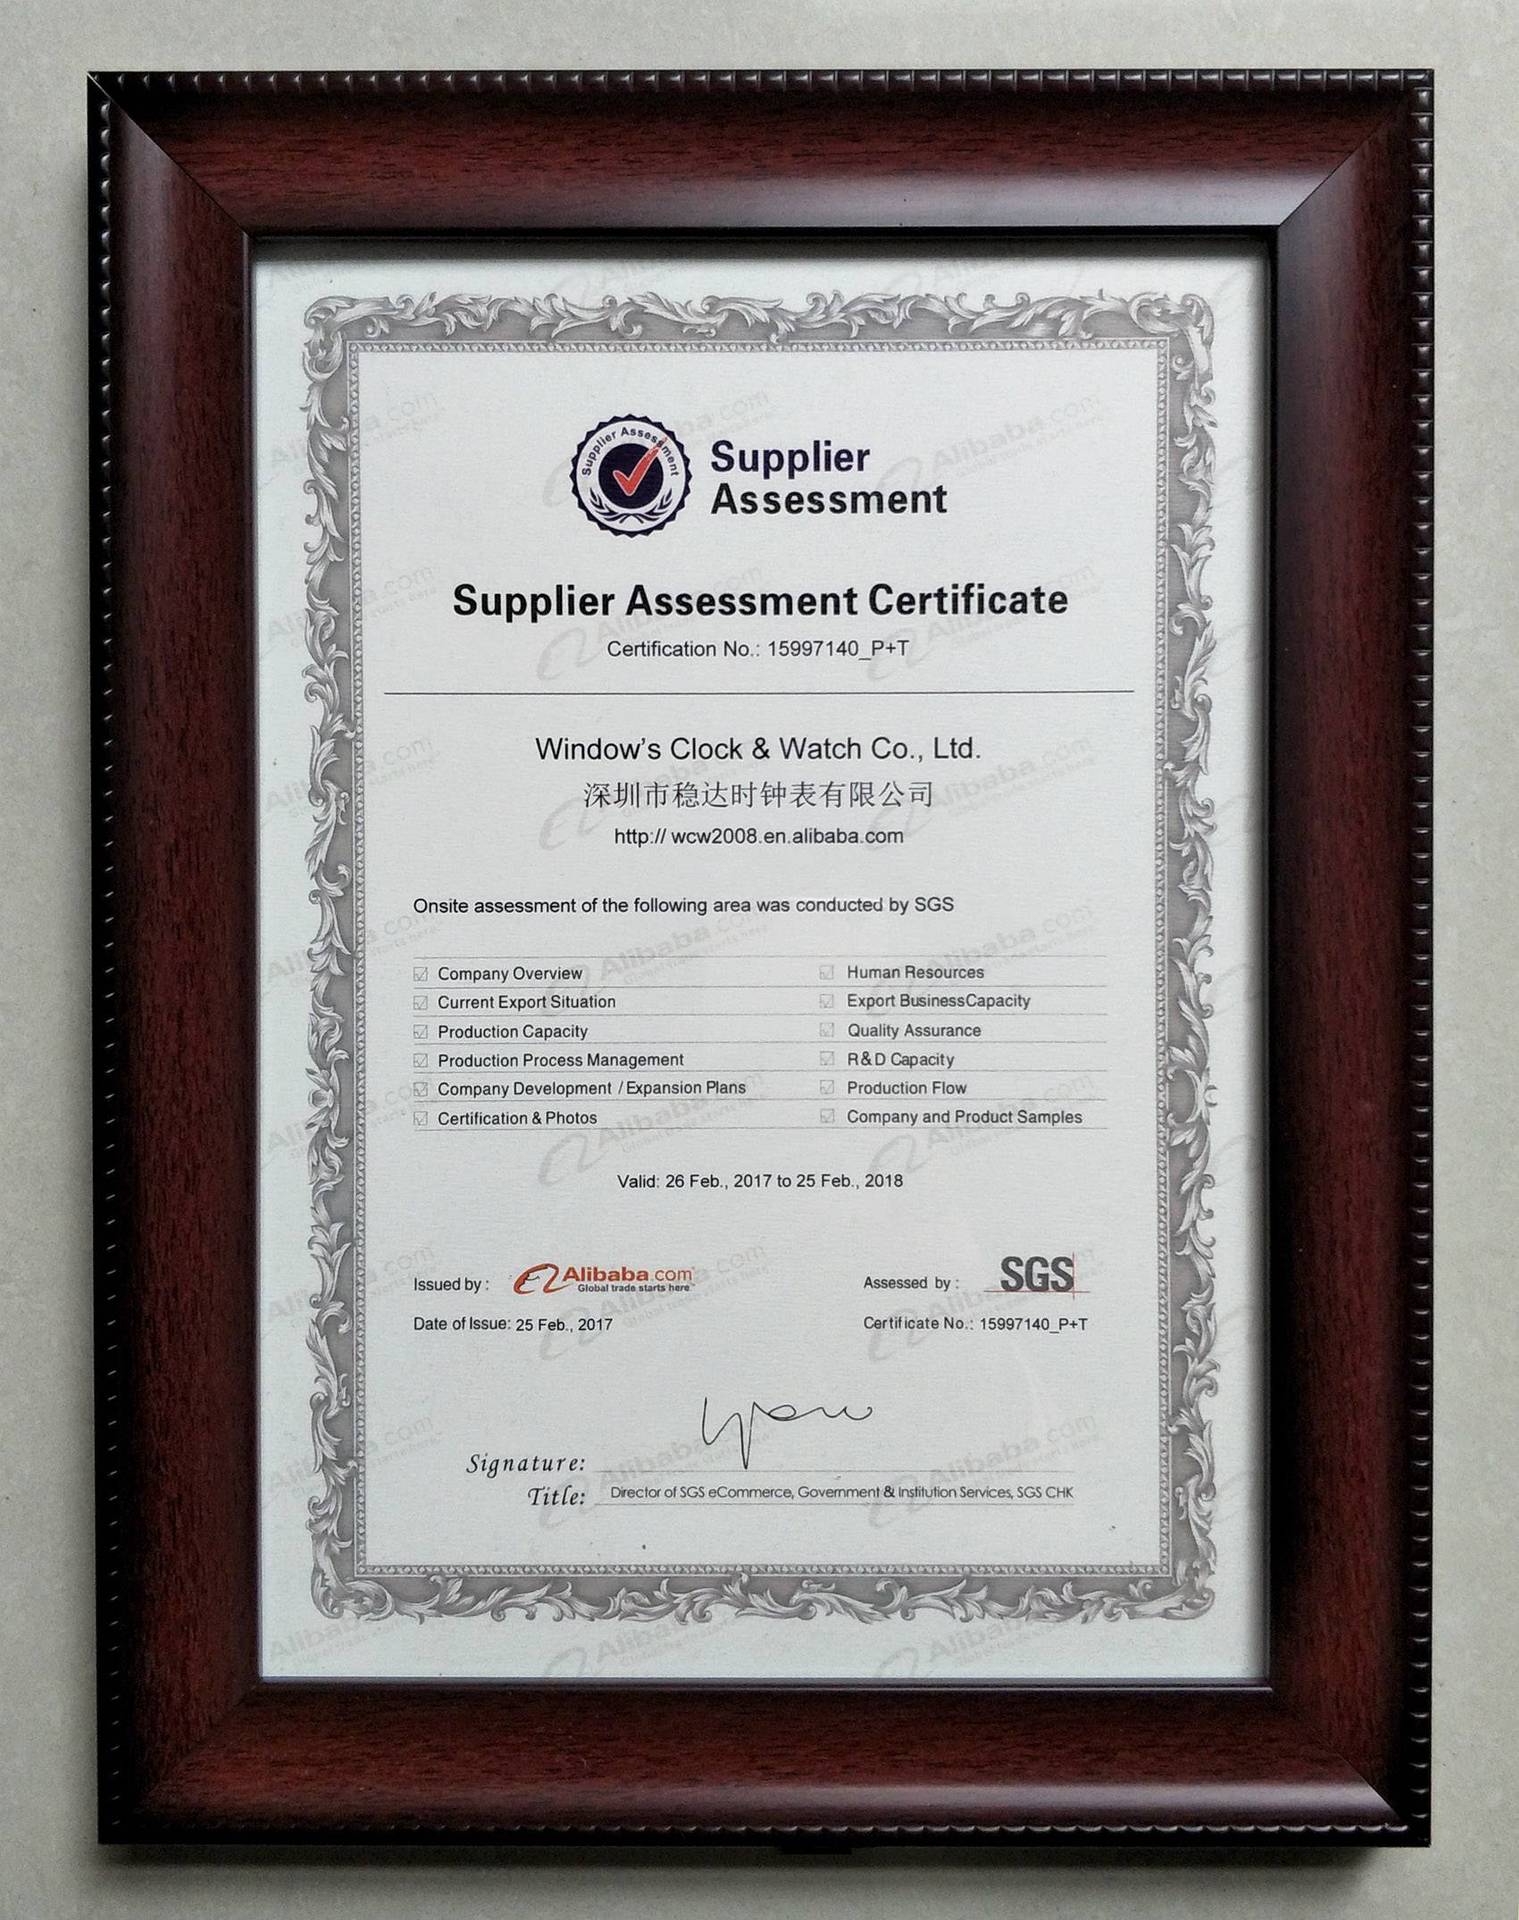 Supplier Assessment
Supplier
Assessment
Supplier Assessment Certificate
Certification No.: 15997140_P+T
Window's Clock & Watch Co., Ltd.
深圳市稳达时钟表有限公司
http:// wcw2008.en.alibaba.com
Onsite assessment of the following area was conducted by SGS
Company Overview
Human Resources
Current Export Situation
Export BusinessCapacity
Production Capacity
Quality Assurance
Production Process Management
R&D Capacity
Company Development / Expansion Plans
Production Flow
Certification & Photos
Company and Product Samples
Valid: 26 Feb., 2017 to 25 Feb., 2018
Issued by :
Alibaba.com
Global trade starts here
Assessed by :
SGS
Date of Issue: 25 Feb., 2017
Certificate No.: 15997140_P+T
Signature:
Title: Director of SGS eCommerce, Government & Institution Services, SGS CHK